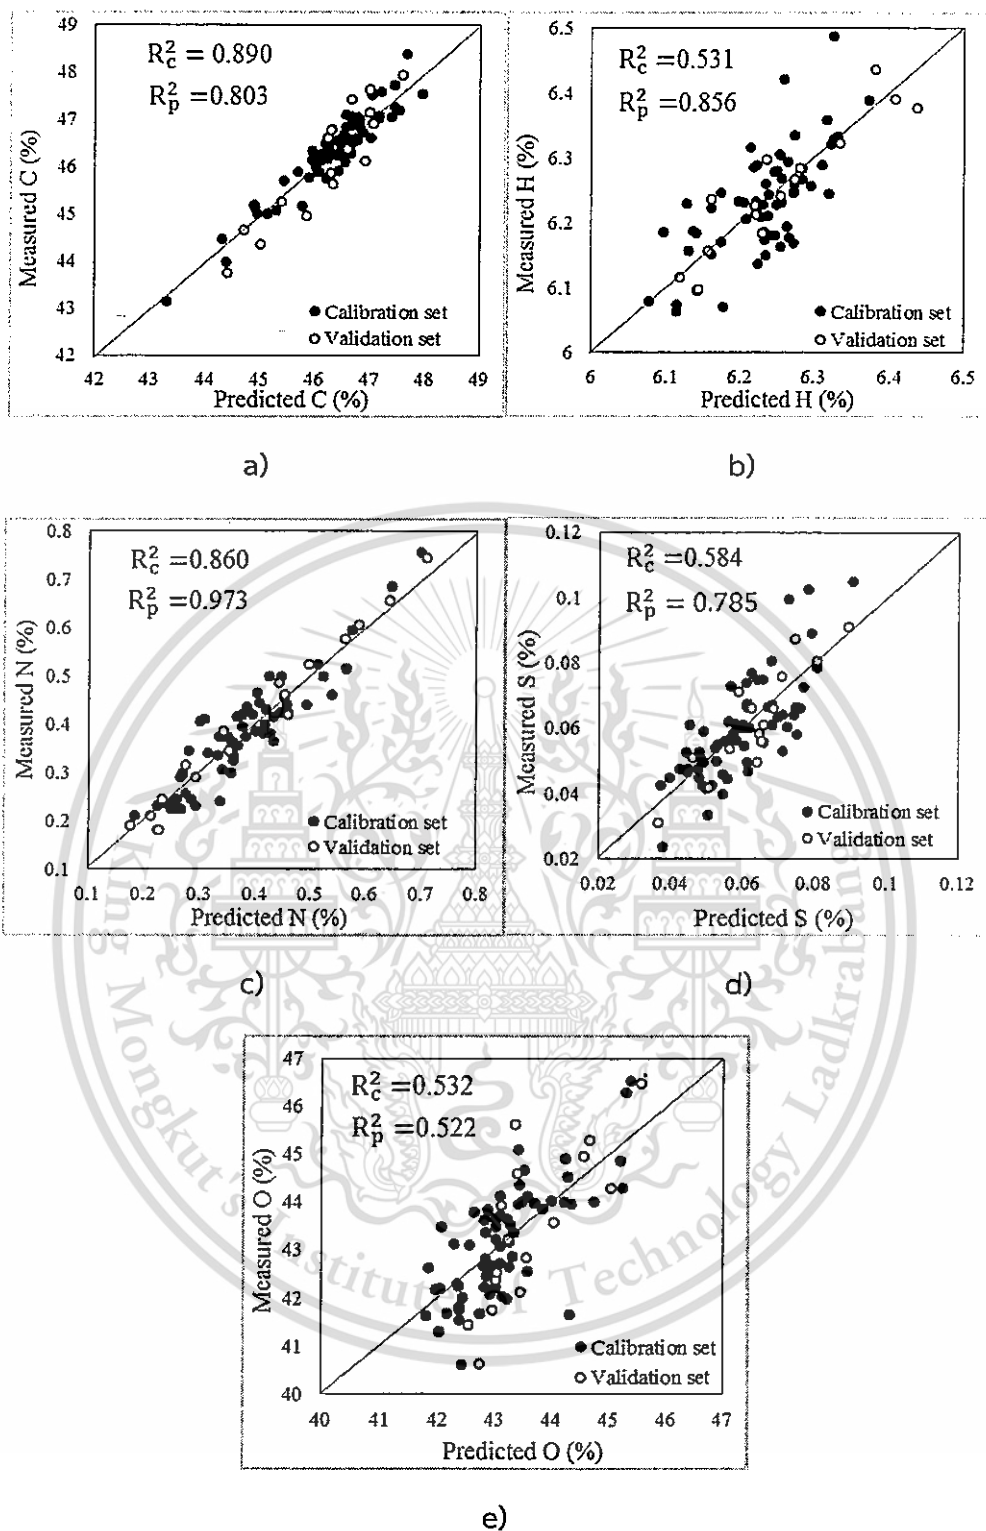 49
48
47
46
45
44
43
42
Measured C (%)
R²c = 0.890
R²p =0.803
Calibration set
Validation set
42 43 44 45 46 47 48 49
Predicted C (%)
a)
6.5
6.4
6.3
6.2
6.1
6
Measured H (%)
R²c =0.531
R²p =0.856
Calibration set
Validation set
6 6.1 6.2 6.3 6.4 6.5
Predicted H (%)
b)
0.8
0.7
0.6
0.5
0.4
0.3
0.2
0.1
Measured N (%)
R²c =0.860
R²p =0.973
Calibration set
Validation set
0.1 0.2 0.3 0.4 0.5 0.6 0.7 0.8
Predicted N (%)
c)
0.12
0.1
0.08
0.06
0.04
0.02
Measured S (%)
R²c =0.584
R²p = 0.785
Calibration set
Validation set
0.02 0.04 0.06 0.08 0.1 0.12
Predicted S (%)
d)
47
46
45
44
43
42
41
40
Measured O (%)
R²c =0.532
R²p =0.522
Calibration set
Validation set
40 41 42 43 44 45 46 47
Predicted O (%)
e)
King Mongkut's Institute of Technology Ladkrabang